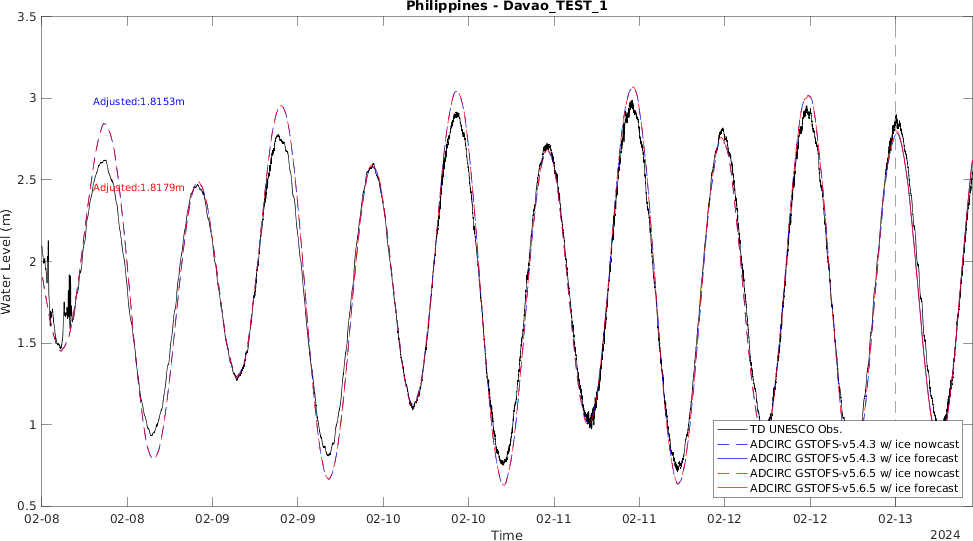 Philippines - Davao_TEST_1
3.5
3
2.5
2
1.5
1
0.5
Water Level (m)
Adjusted:1.8153m
Adjusted:1.8179m
TD UNESCO Obs.
ADCIRC GSTOFS-v5.4.3 w/ ice nowcast
ADCIRC GSTOFS-v5.4.3 w/ ice forecast
ADCIRC GSTOFS-v5.6.5 w/ ice nowcast
ADCIRC GSTOFS-v5.6.5 w/ ice forecast
02-08 02-08 02-09 02-09 02-10 02-10 02-11 02-11 02-12 02-12 02-13
Time
2024